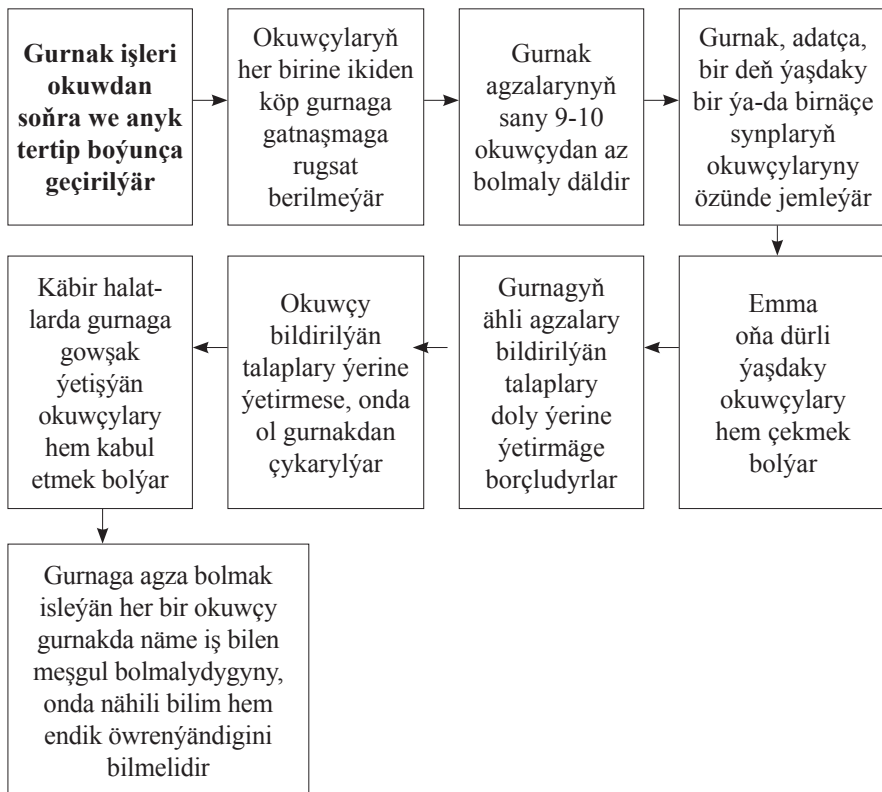 Gurnak işleri
okuwdan
soňra we anyk
tertip boýunça
geçirilýär
Okuwçylaryň
her birine ikiden
köp gurnaga
gatnaşmaga
rugsat
berilmeýär
Gurnak
agzalarynyň
sany 9-10
okuwçydan az
bolmaly däldir
Gurnak, adatça,
bir deň ýaşdaky
bir ýa-da birnäçe
synplaryň
okuwçylaryny
özünde jemleýär
Emma
oňa dürli
ýaşdaky
okuwçylary
hem çekmek
bolýar
Gurnagyň
ähli agzalary
bildirilýän
talaplary
doly ýerine
ýetirmäge
borçludyrlar
Okuwçy
bildirilýän
talaplary ýerine
ýetirmese, onda
ol gurnakdan
çykarylýar
Käbir halat-
larda gurnaga
gowşak
ýetişýän
okuwçylary
hem kabul
etmek bolýar
Gurnaga agza bolmak
isleýän her bir okuwçy
gurnakda näme iş bilen
meşgul bolmalydygyny,
onda nähili bilim hem
endik öwrenýändigini
bilmelidir